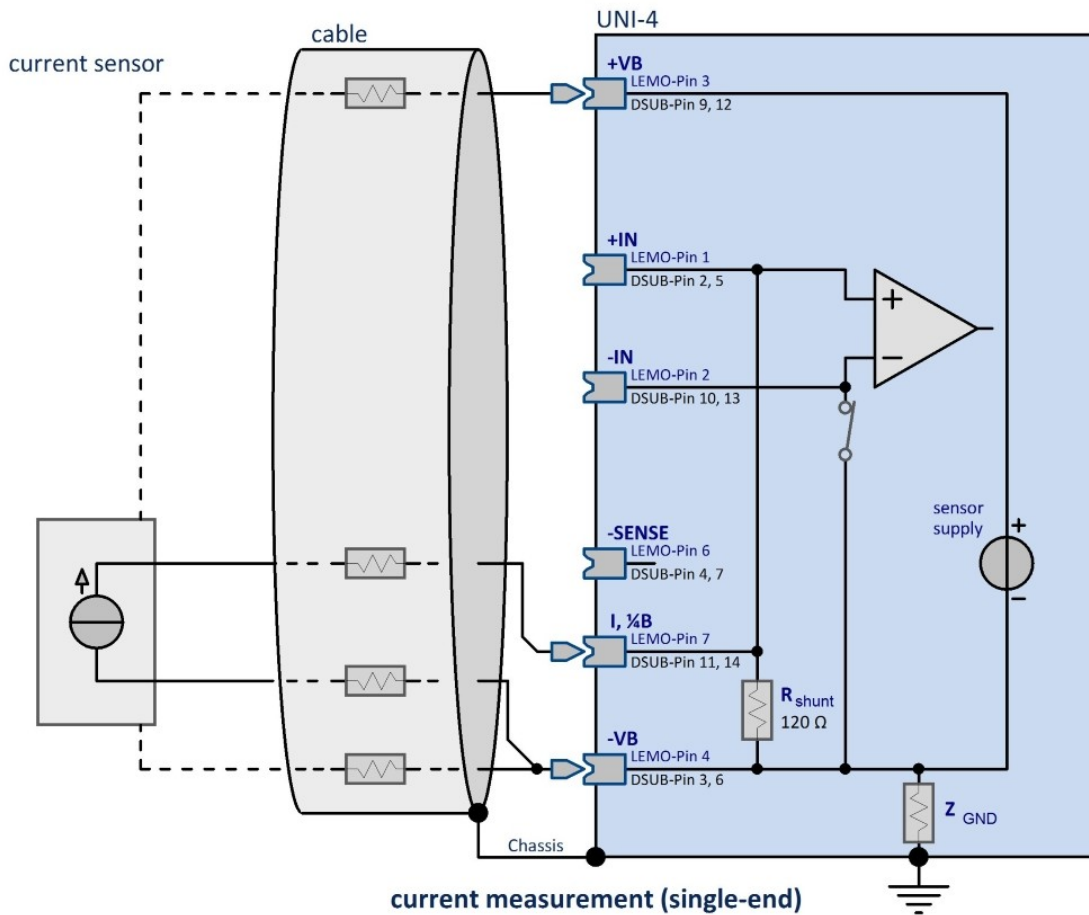 UNI-4
cable
current sensor
+VB
LEMO-Pin 3
DSUB-Pin 9, 12
+IN
LEMO-Pin 1
DSUB-Pin 2, 5
-IN
LEMO-Pin 2
DSUB-Pin 10, 13
+
−
-SENSE
LEMO-Pin 6
DSUB-Pin 4, 7
sensor
supply
+
−
I, ¼B
LEMO-Pin 7
DSUB-Pin 11, 14
R shunt
120 Ω
-VB
LEMO-Pin 4
DSUB-Pin 3, 6
Z GND
Chassis
current measurement (single-end)